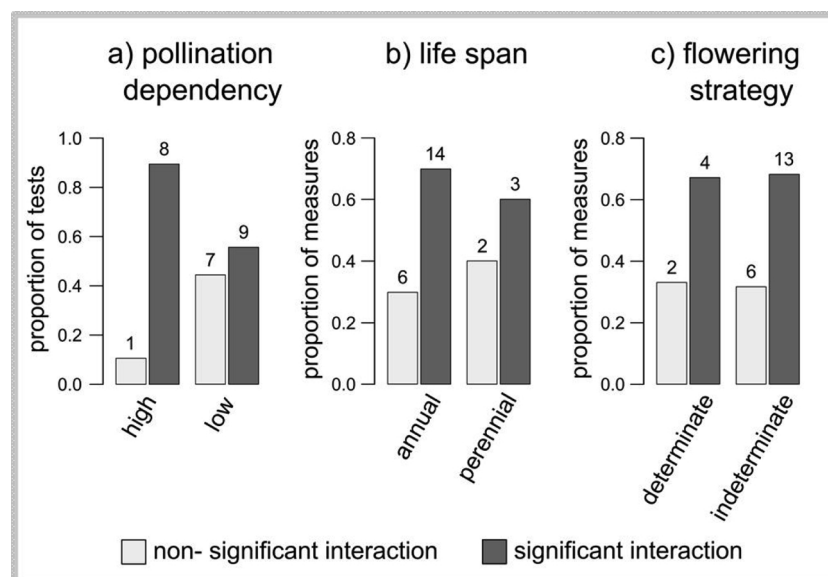 a) pollination
dependency
proportion of tests
1.0
0.8
0.6
0.4
0.2
0.0
1
8
7
9
high
low
b) life span
proportion of measures
0.8
0.6
0.4
0.2
0.0
6
14
2
3
annual
perennial
c) flowering
strategy
proportion of measures
0.8
0.6
0.4
0.2
0.0
2
4
6
13
determinate
indeterminate
non- significant interaction
significant interaction